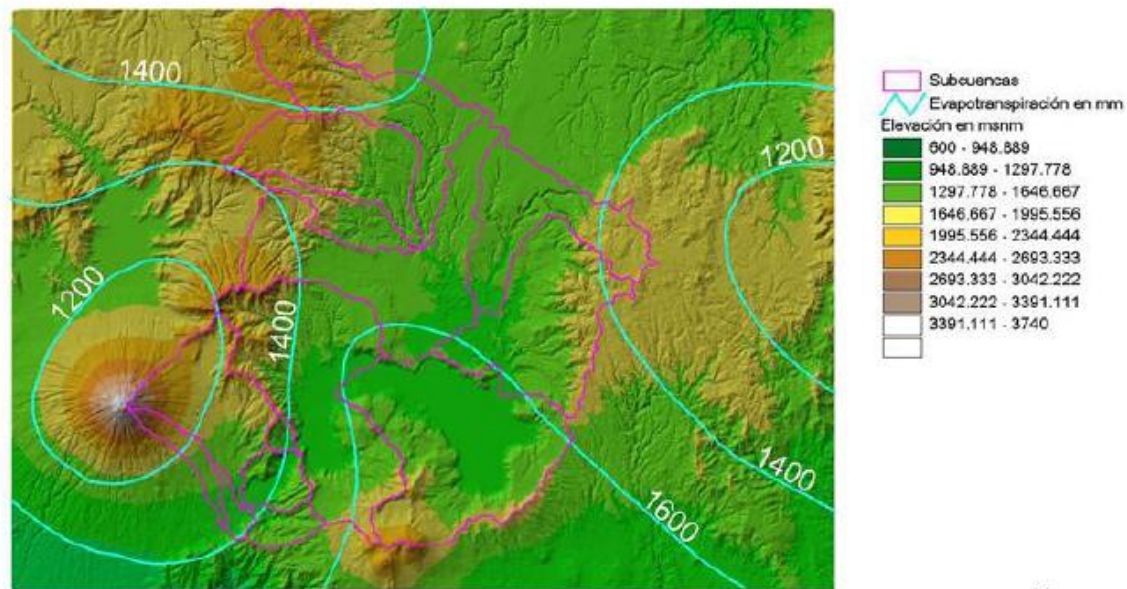 1400
1200
1400
1200
1400
1600
Subcuencas
Evapotranspiración en mm
Elevación en msnm
600 - 948.889
948.889 - 1297.778
1297.778 - 1646.667
1646.667 - 1995.556
1995.556 - 2344.444
2344.444 - 2693.333
2693.333 - 3042.222
3042.222 - 3391.111
3391.111 - 3740